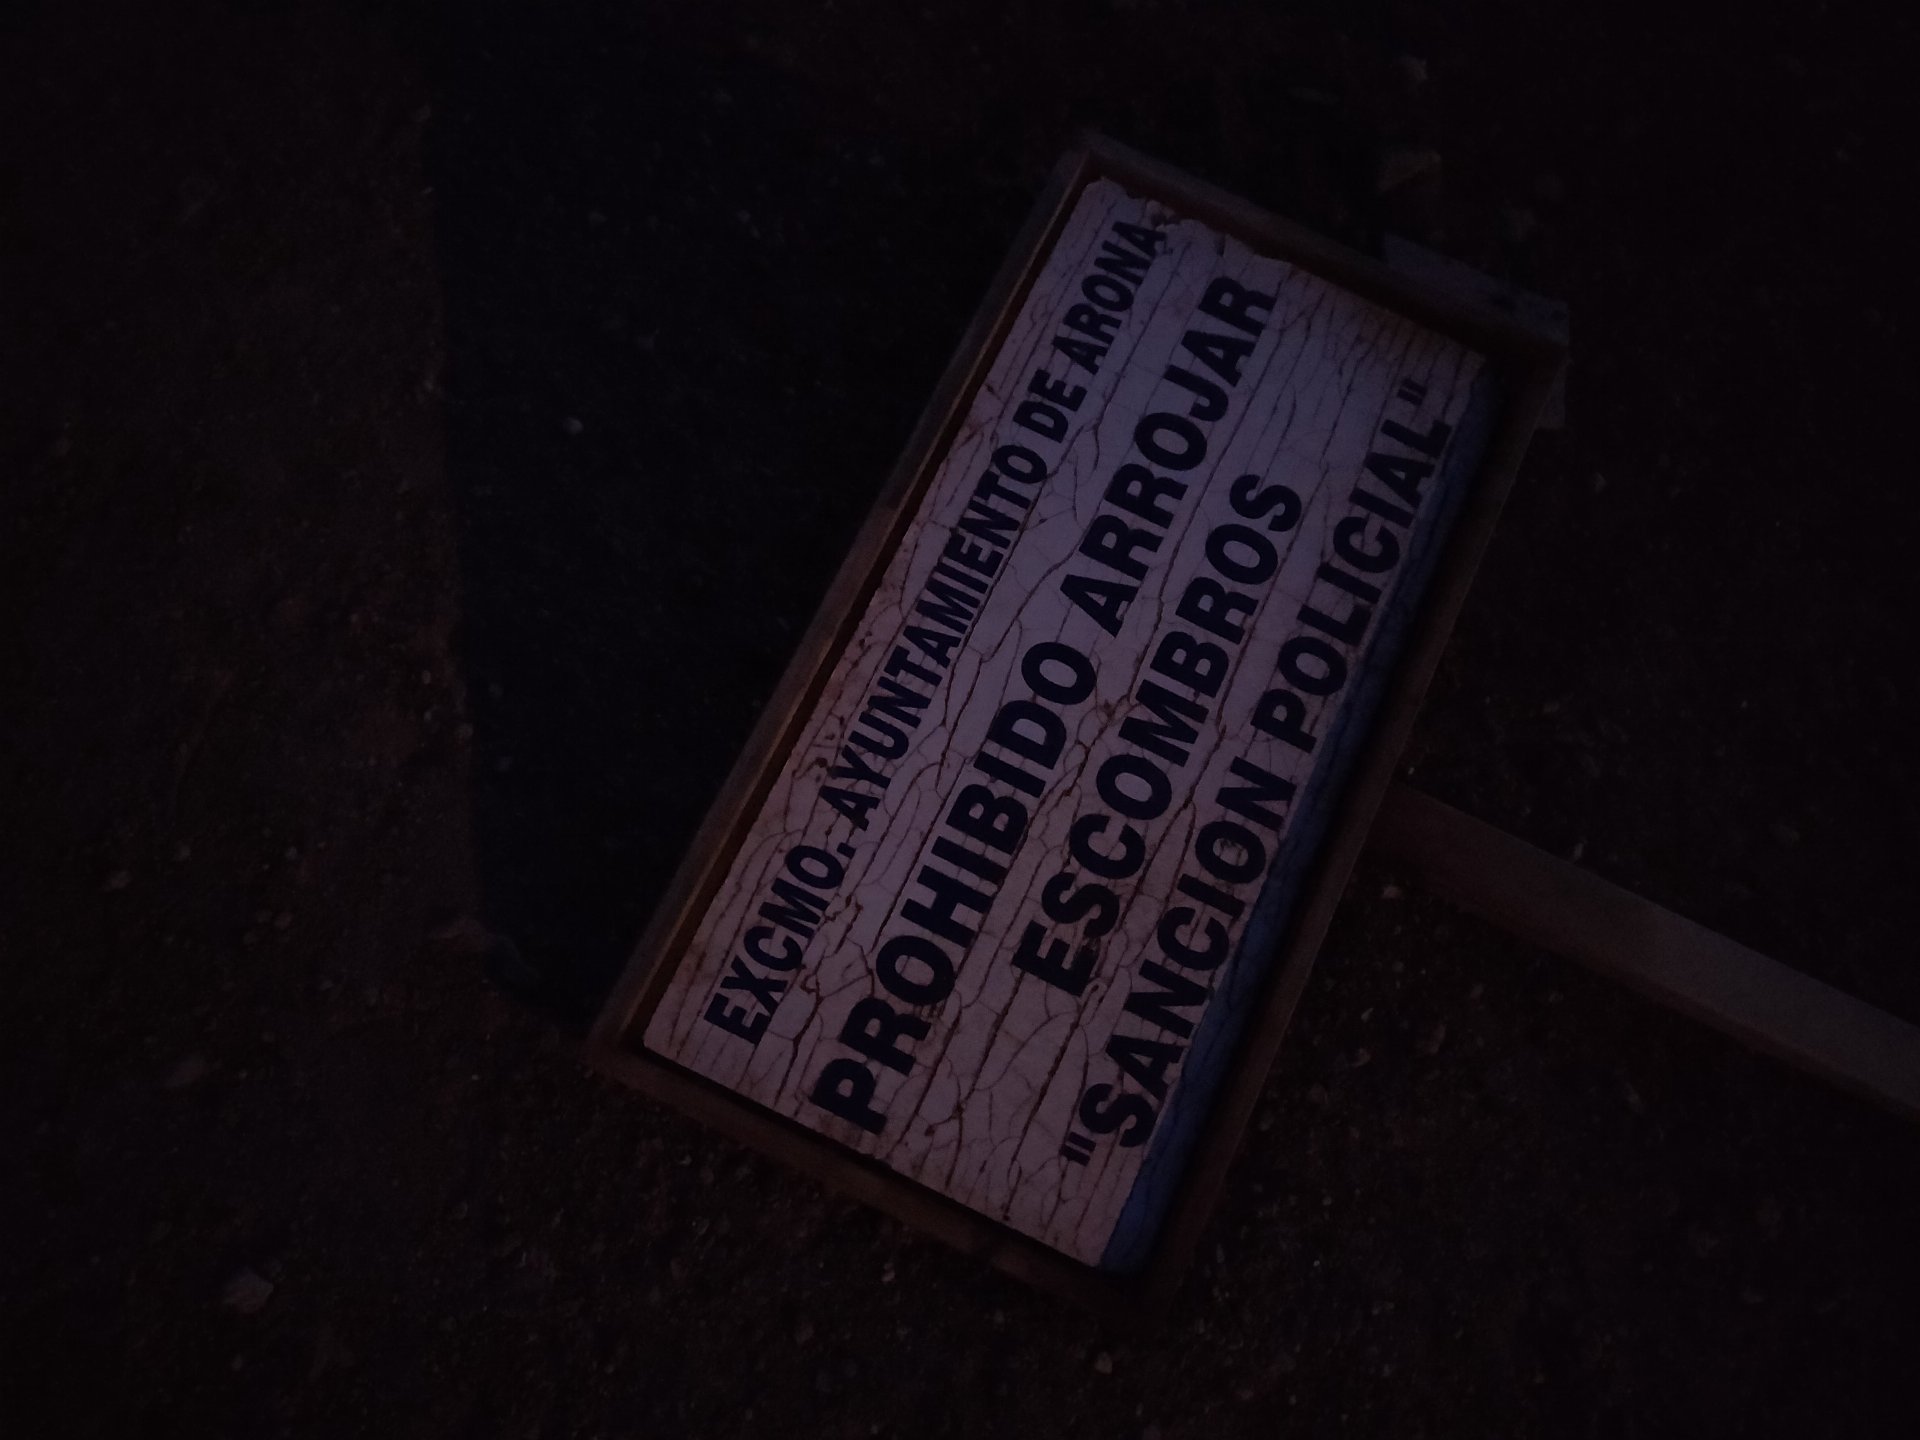 EXCMO. AYUNTAMIENTO DE ARONA
PROHIBIDO ARROJAR
ESCOMBROS
"SANCION POLICIAL"